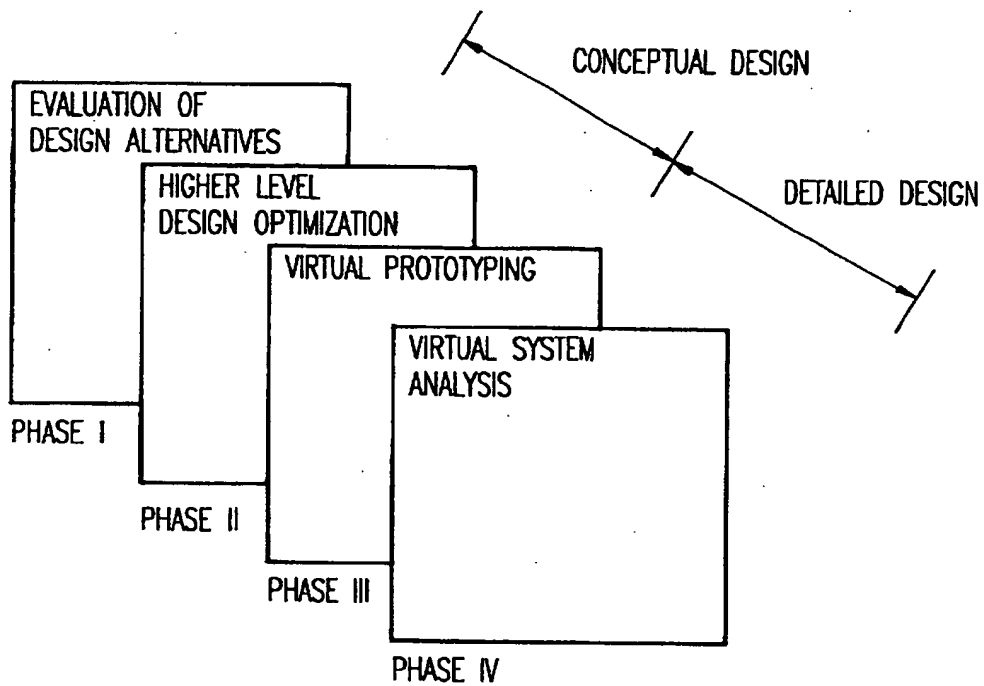 CONCEPTUAL DESIGN
DETAILED DESIGN
EVALUATION OF
DESIGN ALTERNATIVES
PHASE I
HIGHER LEVEL
DESIGN OPTIMIZATION
PHASE II
VIRTUAL PROTOTYPING
PHASE III
VIRTUAL SYSTEM
ANALYSIS
PHASE IV